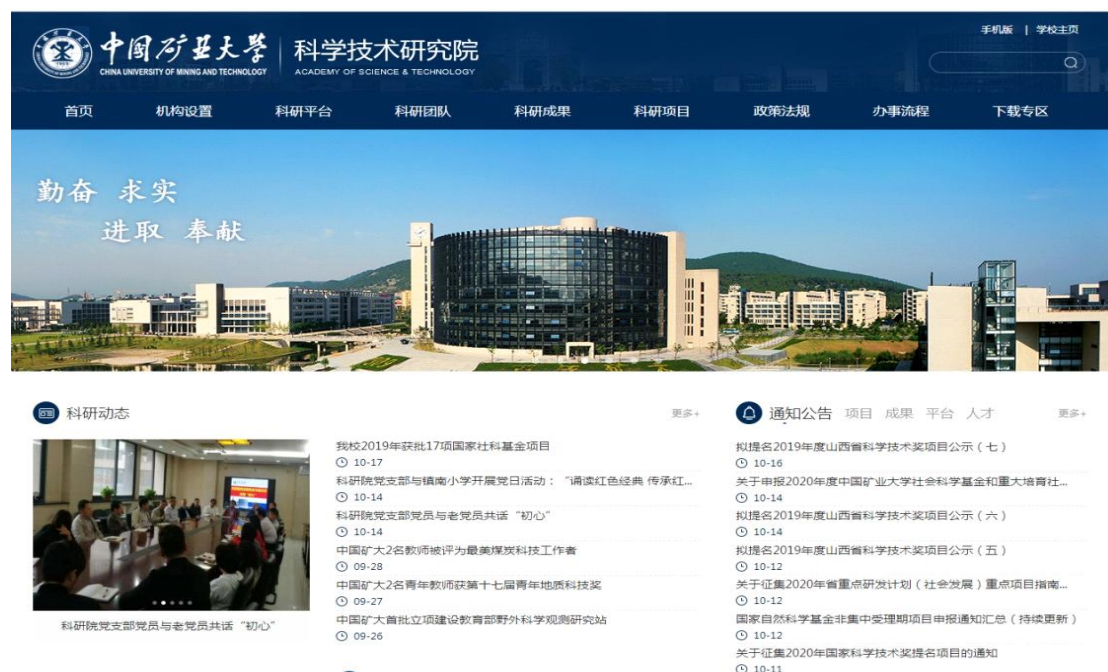 手机版 | 学校主页
中国矿业大学
CHINA UNIVERSITY OF MINING AND TECHNOLOGY
科学技术研究院
ACADEMY OF SCIENCE & TECHNOLOGY
首页 机构设置 科研平台 科研团队 科研成果 科研项目 政策法规 办事流程 下载专区
勤奋 求实
进取 奉献
科研动态 更多+
我校2019年获批17项国家社科基金项目
10-17
科研院党支部与镇南小学开展党日活动：“诵读红色经典 传承红...
10-14
科研院党支部党员与老党员共话“初心”
10-14
中国矿大2名教师被评为最美煤炭科技工作者
09-28
中国矿大2名青年教师获第十七届青年地质科技奖
09-27
中国矿大首批立项建设教育部野外科学观测研究站
09-26
科研院党支部党员与老党员共话“初心”
通知公告 项目 成果 平台 人才 更多+
拟提名2019年度山西省科学技术奖项目公示（七）
10-16
关于申报2020年度中国矿业大学社会科学基金和重大培育社...
10-14
拟提名2019年度山西省科学技术奖项目公示（六）
10-14
拟提名2019年度山西省科学技术奖项目公示（五）
10-12
关于征集2020年省重点研发计划（社会发展）重点项目指南...
10-12
国家自然科学基金非集中受理期项目申报通知汇总（持续更新）
10-12
关于征集2020年国家科学技术奖提名项目的通知
10-11